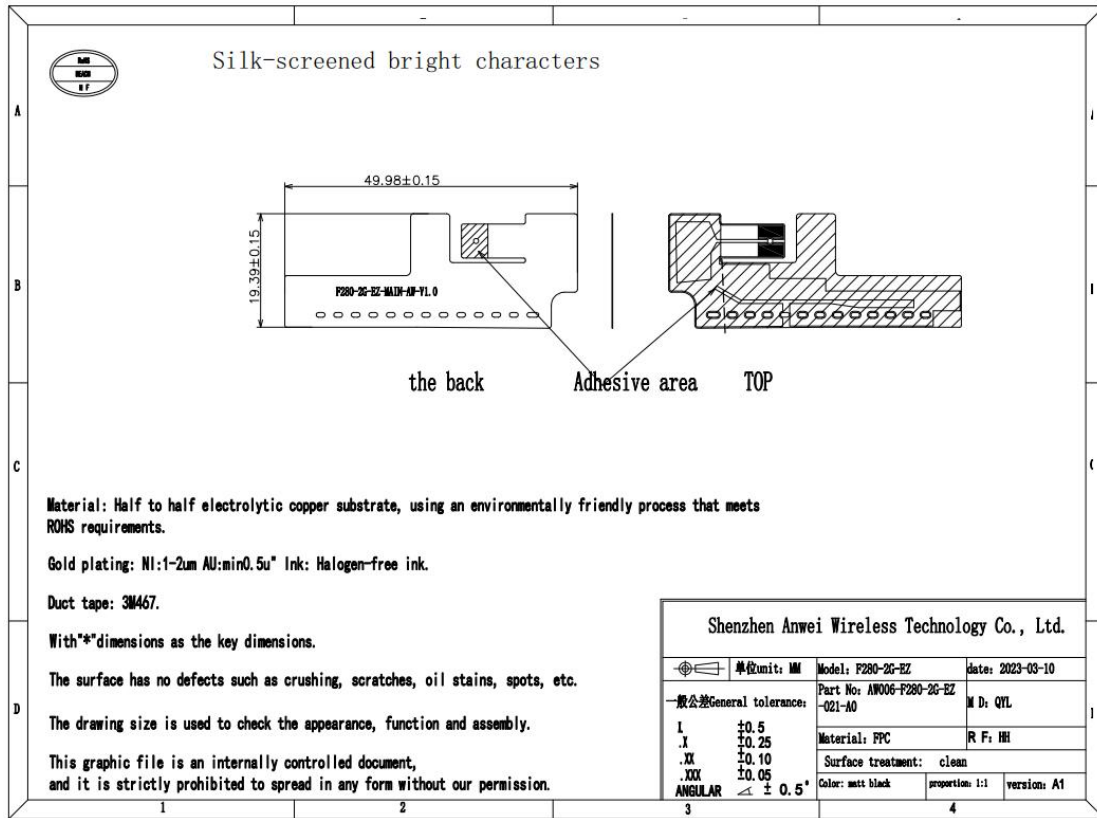 RoHS
REACH
H F
Silk-screened bright characters
A
B
C
D
49.98±0.15
19.39±0.15
F280-2G-EZ-MAIN-AW-V1.0
the back
Adhesive area
TOP
Material: Half to half electrolytic copper substrate, using an environmentally friendly process that meets
ROHS requirements.
Gold plating: NI:1-2um AU:min0.5u" Ink: Halogen-free ink.
Duct tape: 3M467.
With"*"dimensions as the key dimensions.
The surface has no defects such as crushing, scratches, oil stains, spots, etc.
The drawing size is used to check the appearance, function and assembly.
This graphic file is an internally controlled document,
and it is strictly prohibited to spread in any form without our permission.
Shenzhen Anwei Wireless Technology Co., Ltd.
单位unit: MM
Model: F280-2G-EZ
date: 2023-03-10
一般公差General tolerance:
Part No: AW006-F280-2G-EZ
-021-A0
M D: QYL
X. ±0.5
.X ±0.25
.XX ±0.10
.XXX ±0.05
ANGULAR ∠ ± 0.5°
Material: FPC
R F: HH
Surface treatment: clean
Color: matt black
proportion: 1:1
version: A1
1
2
3
4